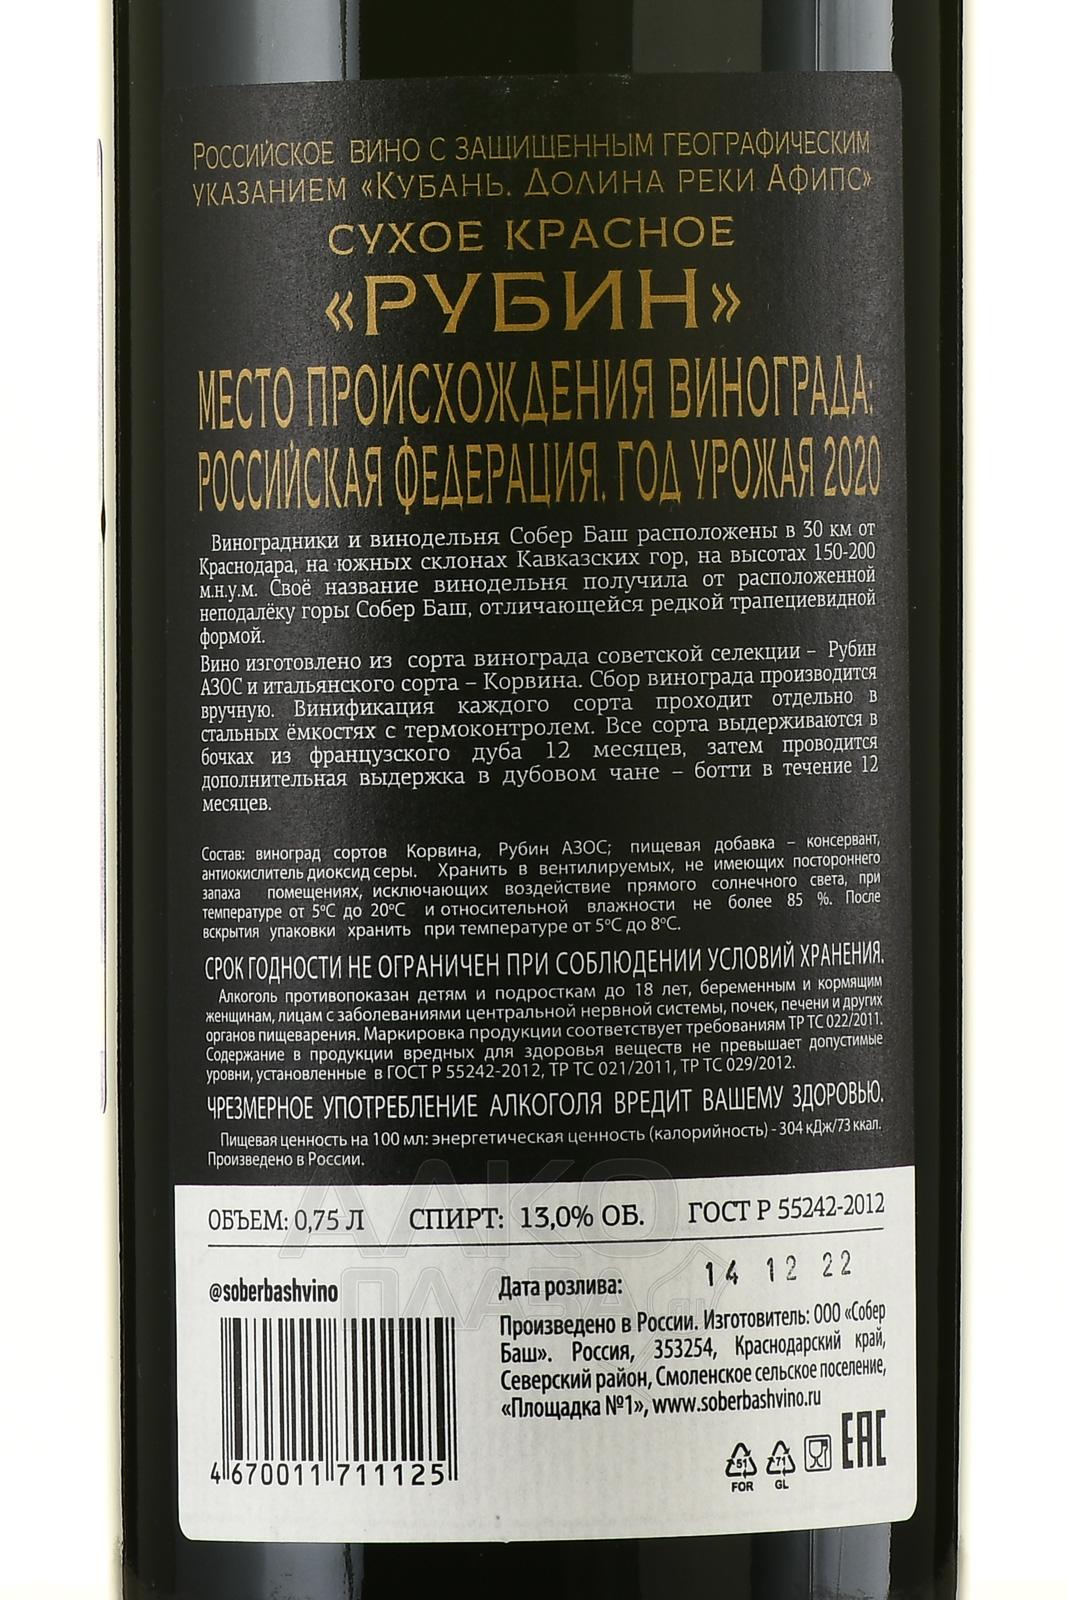 Российское вино с защищенным географическим
указанием «Кубань. Долина реки Афипс»
СУХОЕ КРАСНОЕ
«РУБИН»
МЕСТО ПРОИСХОЖДЕНИЯ ВИНОГРАДА:
РОССИЙСКАЯ ФЕДЕРАЦИЯ. ГОД УРОЖАЯ 2020
Виноградники и винодельня Собер Баш расположены в 30 км от
Краснодара, на южных склонах Кавказских гор, на высотах 150-200
м.н.у.м. Своё название винодельня получила от расположенной
неподалёку горы Собер Баш, отличающейся редкой трапециевидной
формой.
Вино изготовлено из сорта винограда советской селекции – Рубин
АЗОС и итальянского сорта – Корвина. Сбор винограда производится
вручную. Винификация каждого сорта проходит отдельно в
стальных ёмкостях с термоконтролем. Все сорта выдерживаются в
бочках из французского дуба 12 месяцев, затем проводится
дополнительная выдержка в дубовом чане – ботти в течение 12
месяцев.
Состав: виноград сортов Корвина, Рубин АЗОС; пищевая добавка – консервант,
антиокислитель диоксид серы. Хранить в вентилируемых, не имеющих постороннего
запаха помещениях, исключающих воздействие прямого солнечного света, при
температуре от 5°С до 20°С и относительной влажности не более 85 %. После
вскрытия упаковки хранить при температуре от 5°С до 8°С.
СРОК ГОДНОСТИ НЕ ОГРАНИЧЕН ПРИ СОБЛЮДЕНИИ УСЛОВИЙ ХРАНЕНИЯ.
Алкоголь противопоказан детям и подросткам до 18 лет, беременным и кормящим
женщинам, лицам с заболеваниями центральной нервной системы, почек, печени и других
органов пищеварения. Маркировка продукции соответствует требованиям ТР ТС 022/2011.
Содержание в продукции вредных для здоровья веществ не превышает допустимые
уровни, установленные в ГОСТ Р 55242-2012, ТР ТС 021/2011, ТР ТС 029/2012.
ЧРЕЗМЕРНОЕ УПОТРЕБЛЕНИЕ АЛКОГОЛЯ ВРЕДИТ ВАШЕМУ ЗДОРОВЬЮ.
Пищевая ценность на 100 мл: энергетическая ценность (калорийность) - 304 кДж/73 ккал.
Произведено в России.
ОБЪЕМ: 0,75 Л СПИРТ: 13,0% ОБ. ГОСТ Р 55242-2012
@soberbashvino
Дата розлива: 14 12 22
Произведено в России. Изготовитель: ООО «Собер
Баш». Россия, 353254, Краснодарский край,
Северский район, Смоленское сельское поселение,
«Площадка №1», www.soberbashvino.ru
4 670011 711125
51 FOR
71 GL
EAC
АЛКО
ПЛАЗА.ru